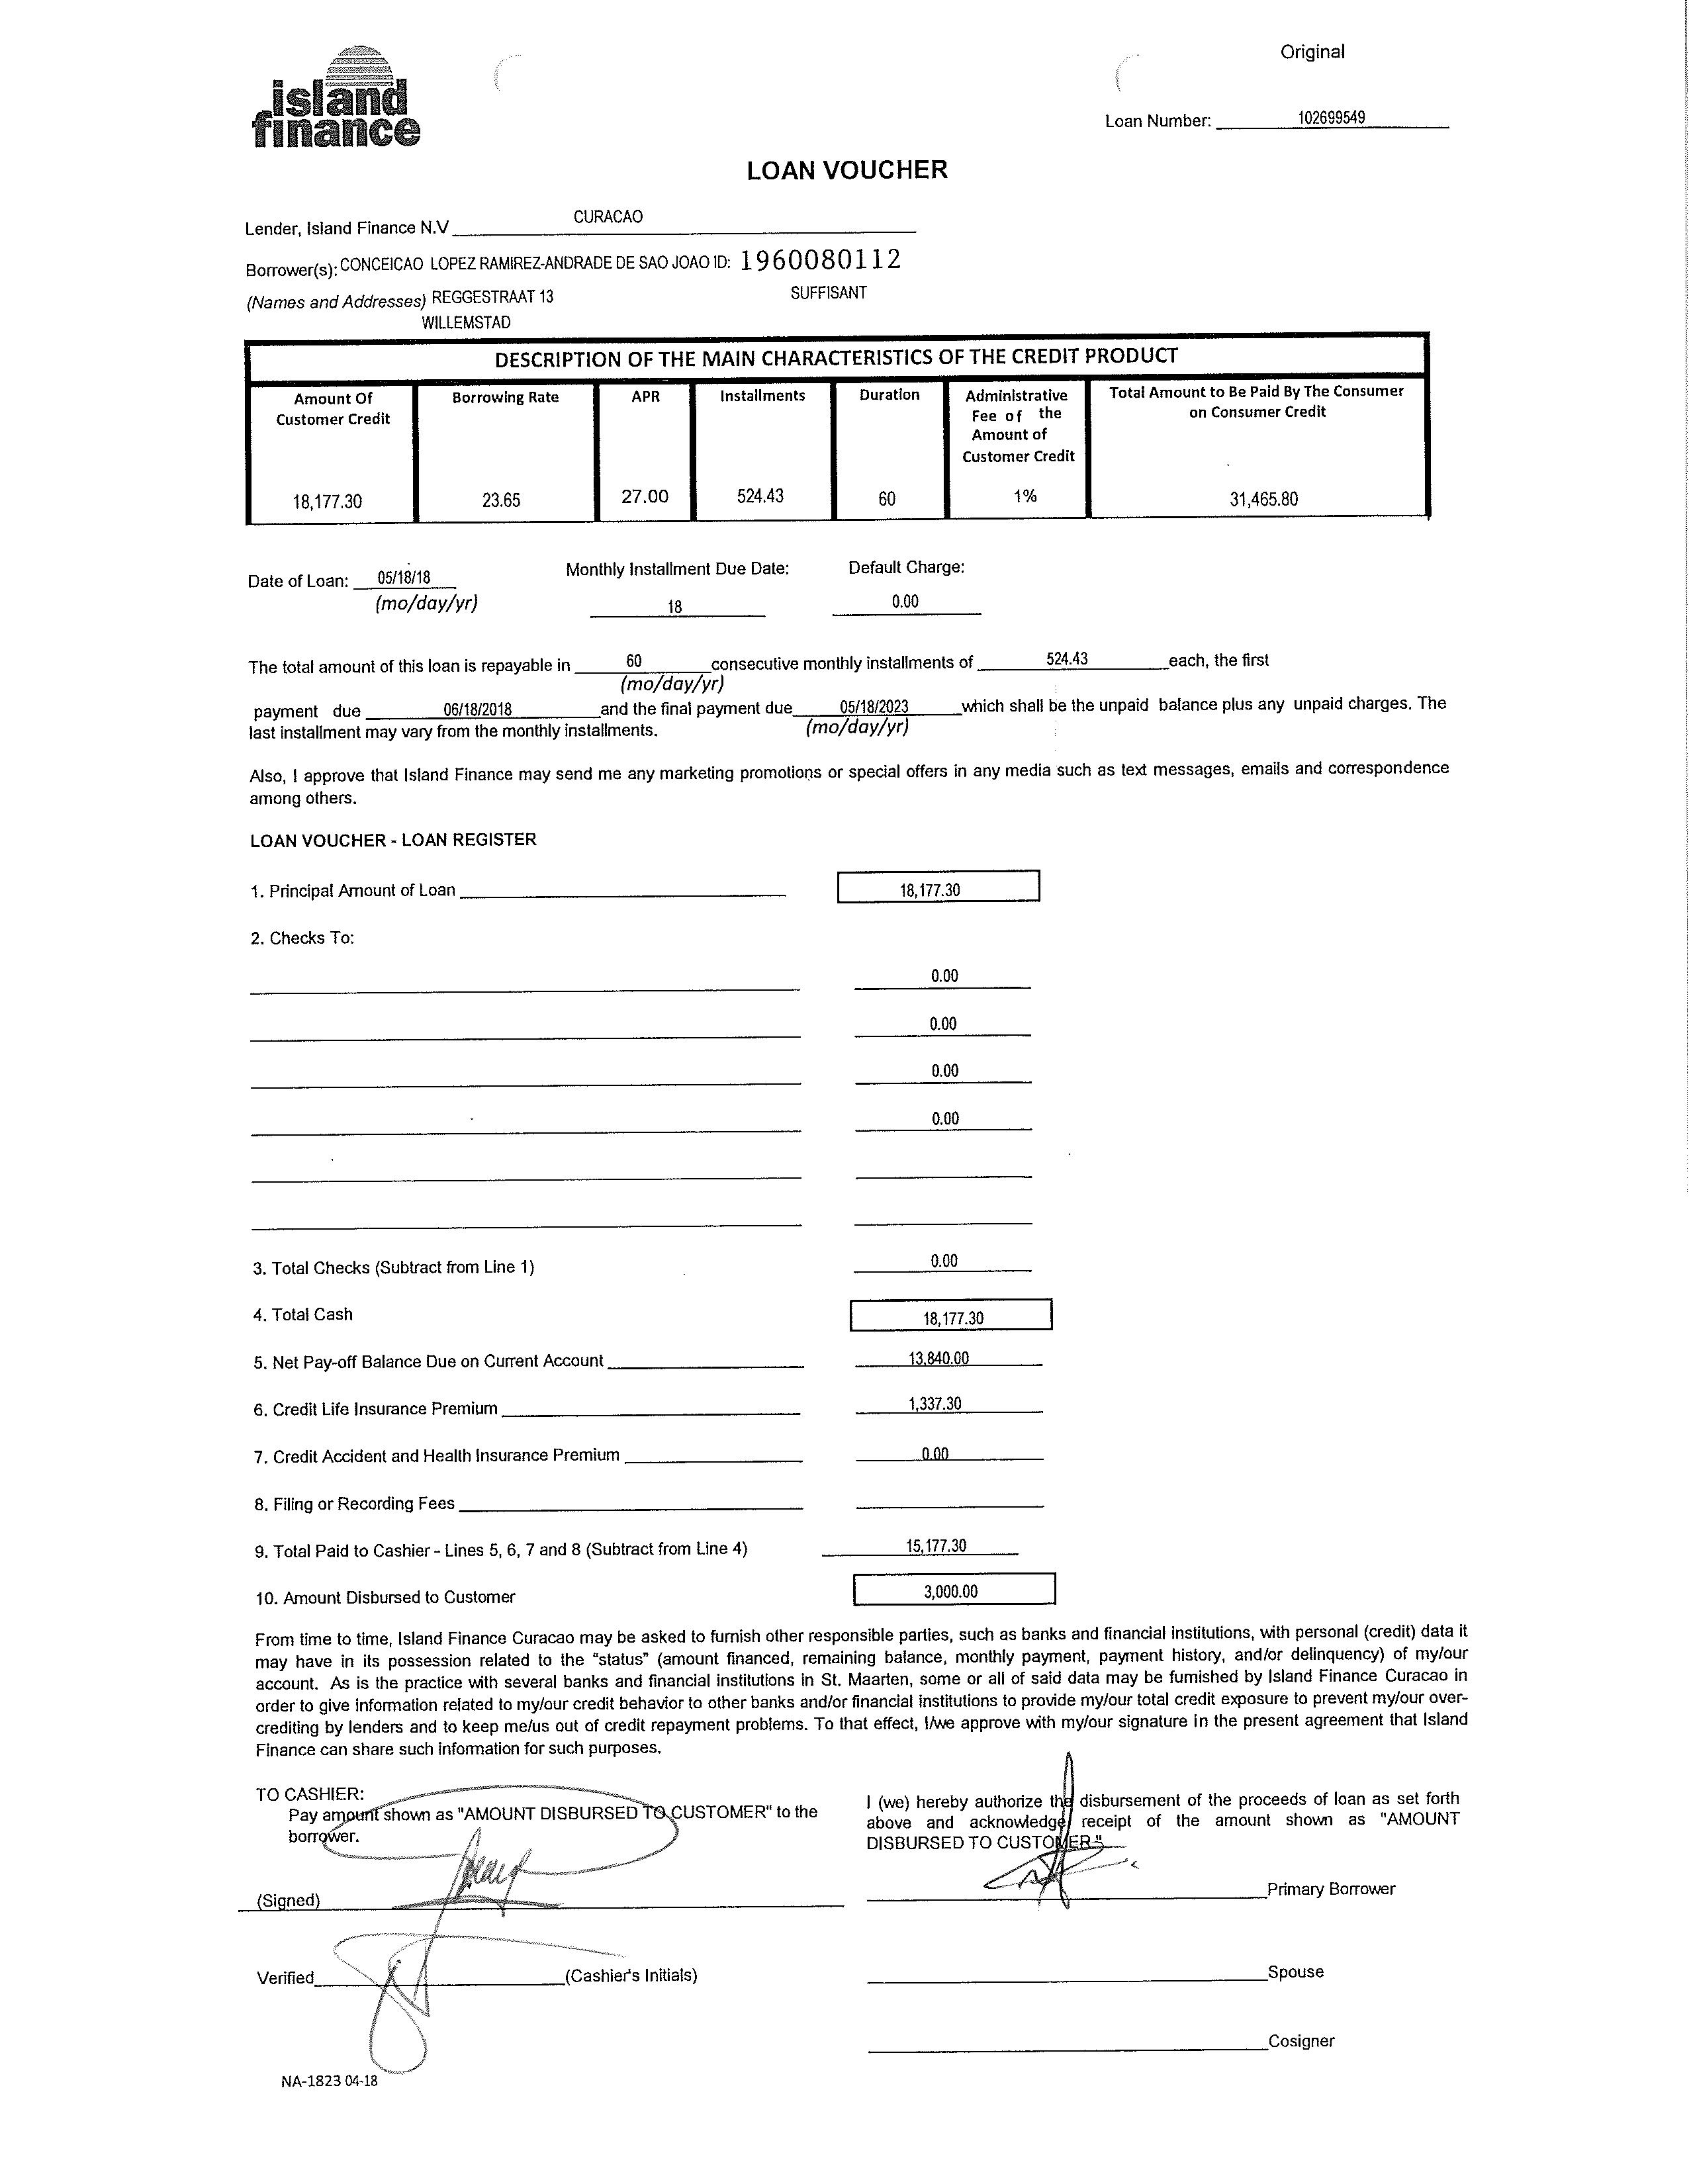 island
finance
Original
Loan Number: 102699549
LOAN VOUCHER
Lender, Island Finance N.V CURACAO
Borrower(s): CONCEICAO LOPEZ RAMIREZ-ANDRADE DE SAO JOAO ID: 1960080112
(Names and Addresses) REGGESTRAAT 13 SUFFISANT
WILLEMSTAD
DESCRIPTION OF THE MAIN CHARACTERISTICS OF THE CREDIT PRODUCT
Amount Of Customer Credit Borrowing Rate APR Installments Duration Administrative Fee of the Amount of Customer Credit Total Amount to Be Paid By The Consumer on Consumer Credit
18,177.30 23.65 27.00 524.43 60 1% 31,465.80
Date of Loan: 05/18/18 Monthly Installment Due Date: Default Charge:
(mo/day/yr) 18 0.00
The total amount of this loan is repayable in 60 consecutive monthly installments of 524.43 each, the first
(mo/day/yr)
payment due 06/18/2018 and the final payment due 05/18/2023 which shall be the unpaid balance plus any unpaid charges. The
last installment may vary from the monthly installments. (mo/day/yr)
Also, I approve that Island Finance may send me any marketing promotions or special offers in any media such as text messages, emails and correspondence
among others.
LOAN VOUCHER - LOAN REGISTER
1. Principal Amount of Loan 18,177.30
2. Checks To:
0.00
0.00
0.00
0.00
3. Total Checks (Subtract from Line 1) 0.00
4. Total Cash 18,177.30
5. Net Pay-off Balance Due on Current Account 13,840.00
6. Credit Life Insurance Premium 1,337.30
7. Credit Accident and Health Insurance Premium 0.00
8. Filing or Recording Fees
9. Total Paid to Cashier - Lines 5, 6, 7 and 8 (Subtract from Line 4) 15,177.30
10. Amount Disbursed to Customer 3,000.00
From time to time, Island Finance Curacao may be asked to furnish other responsible parties, such as banks and financial institutions, with personal (credit) data it
may have in its possession related to the "status" (amount financed, remaining balance, monthly payment, payment history, and/or delinquency) of my/our
account. As is the practice with several banks and financial institutions in St. Maarten, some or all of said data may be furnished by Island Finance Curacao in
order to give information related to my/our credit behavior to other banks and/or financial institutions to provide my/our total credit exposure to prevent my/our over-
crediting by lenders and to keep me/us out of credit repayment problems. To that effect, I/we approve with my/our signature in the present agreement that Island
Finance can share such information for such purposes.
TO CASHIER:
Pay amount shown as "AMOUNT DISBURSED TO CUSTOMER" to the
borrower.
(Signed)
Verified (Cashier's Initials)
I (we) hereby authorize the disbursement of the proceeds of loan as set forth
above and acknowledge receipt of the amount shown as "AMOUNT
DISBURSED TO CUSTOMER."
Primary Borrower
Spouse
Cosigner
NA-1823 04-18